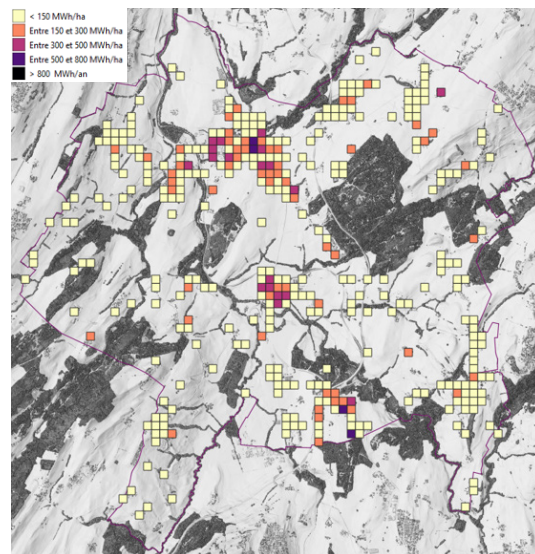 < 150 MWh/ha
Entre 150 et 300 MWh/ha
Entre 300 et 500 MWh/ha
Entre 500 et 800 MWh/ha
> 800 MWh/an